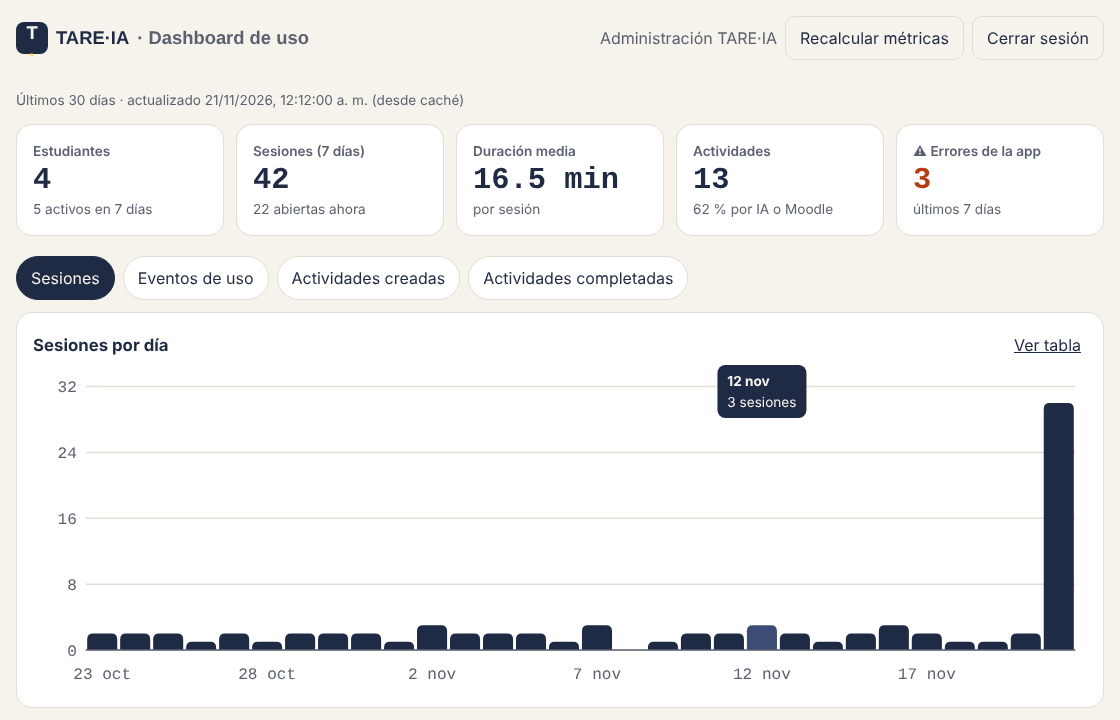 T TARE·IA · Dashboard de uso
Administración TARE·IA
Recalcular métricas
Cerrar sesión
Últimos 30 días · actualizado 21/11/2026, 12:12:00 a. m. (desde caché)
Estudiantes
4
5 activos en 7 días
Sesiones (7 días)
42
22 abiertas ahora
Duración media
16.5 min
por sesión
Actividades
13
62 % por IA o Moodle
⚠ Errores de la app
3
últimos 7 días
Sesiones
Eventos de uso
Actividades creadas
Actividades completadas
Sesiones por día
Ver tabla
12 nov
3 sesiones
32
24
16
8
0
23 oct
28 oct
2 nov
7 nov
12 nov
17 nov